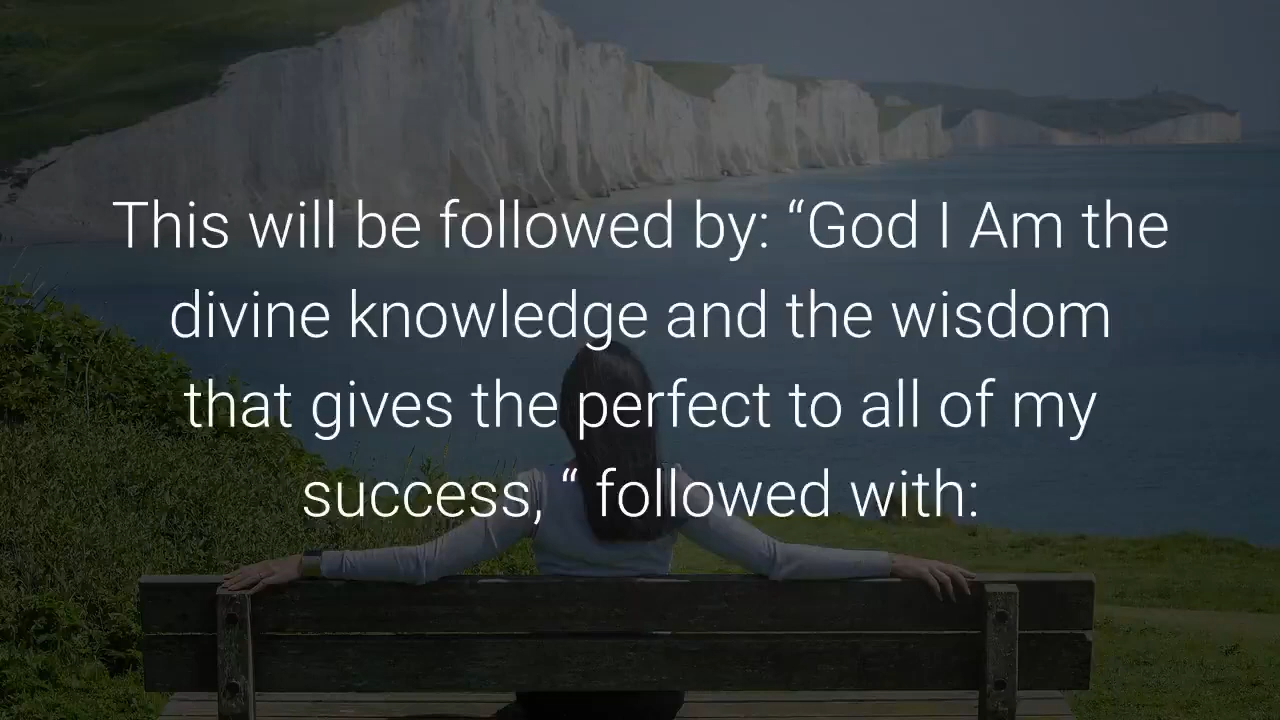 This will be followed by: “God I Am the
divine knowledge and the wisdom
that gives the perfect to all of my
success, “ followed with: